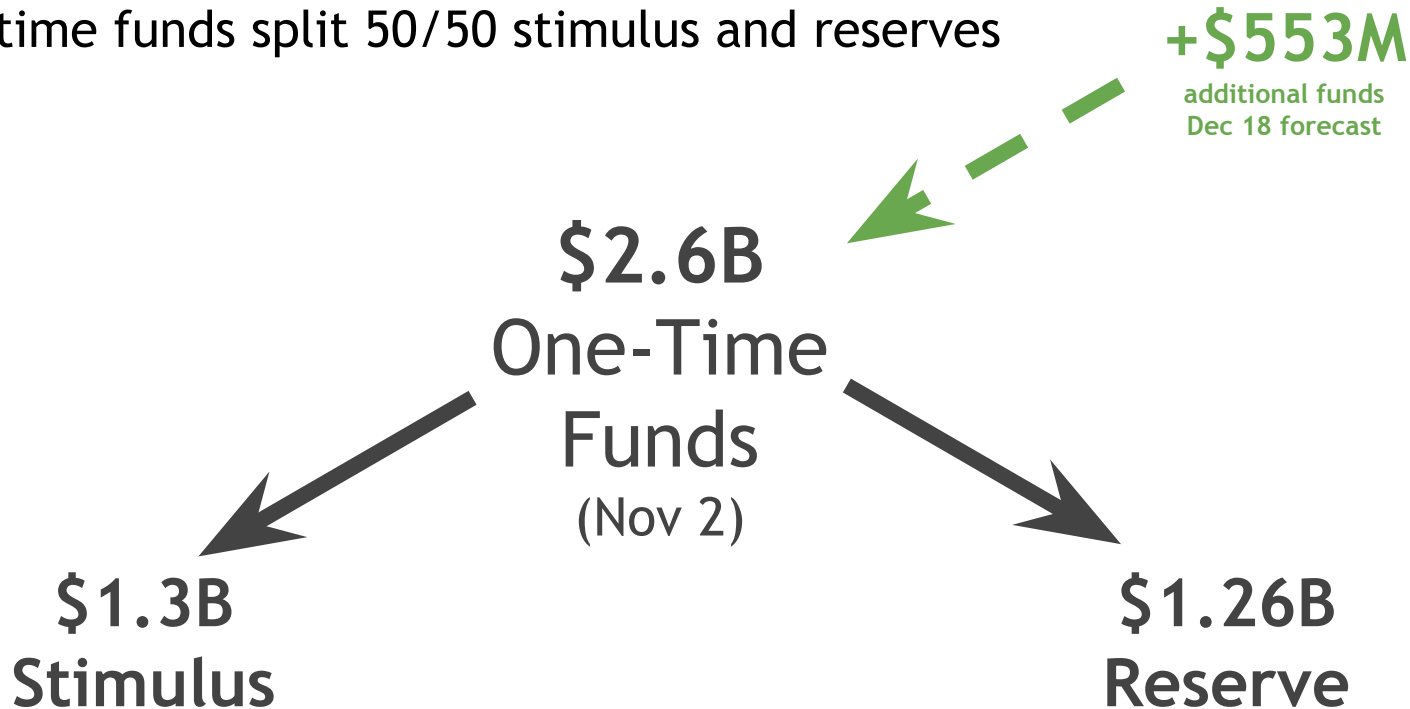 time funds split 50/50 stimulus and reserves
+$553M
additional funds
Dec 18 forecast
$2.6B
One-Time
Funds
(Nov 2)
$1.3B
Stimulus
$1.26B
Reserve